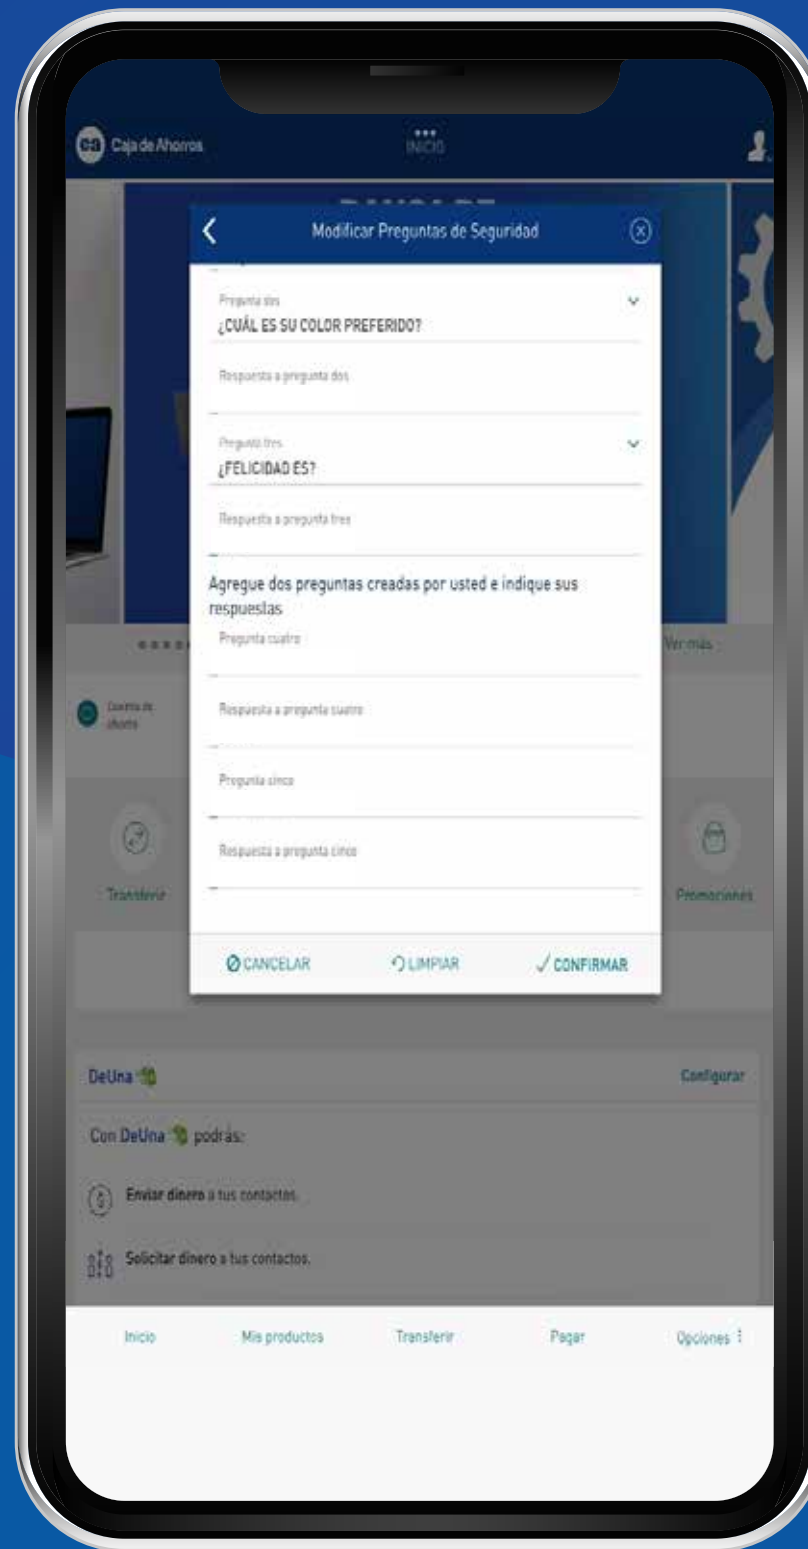 Caja de Ahorros
INICIO
Modificar Preguntas de Seguridad
Pregunta dos
¿CUÁL ES SU COLOR PREFERIDO?
Respuesta a pregunta dos
Pregunta tres
¿FELICIDAD ES?
Respuesta a pregunta tres
Agregue dos preguntas creadas por usted e indique sus
respuestas
Pregunta cuatro
Ver más
Respuesta a pregunta cuatro
Cuenta de
ahorro
Pregunta cinco
Respuesta a pregunta cinco
Transferir
Promociones
CANCELAR
LIMPIAR
CONFIRMAR
DeUna
Configurar
Con DeUna podrás:
Enviar dinero a tus contactos.
Solicitar dinero a tus contactos.
Inicio
Mis productos
Transferir
Pagar
Opciones